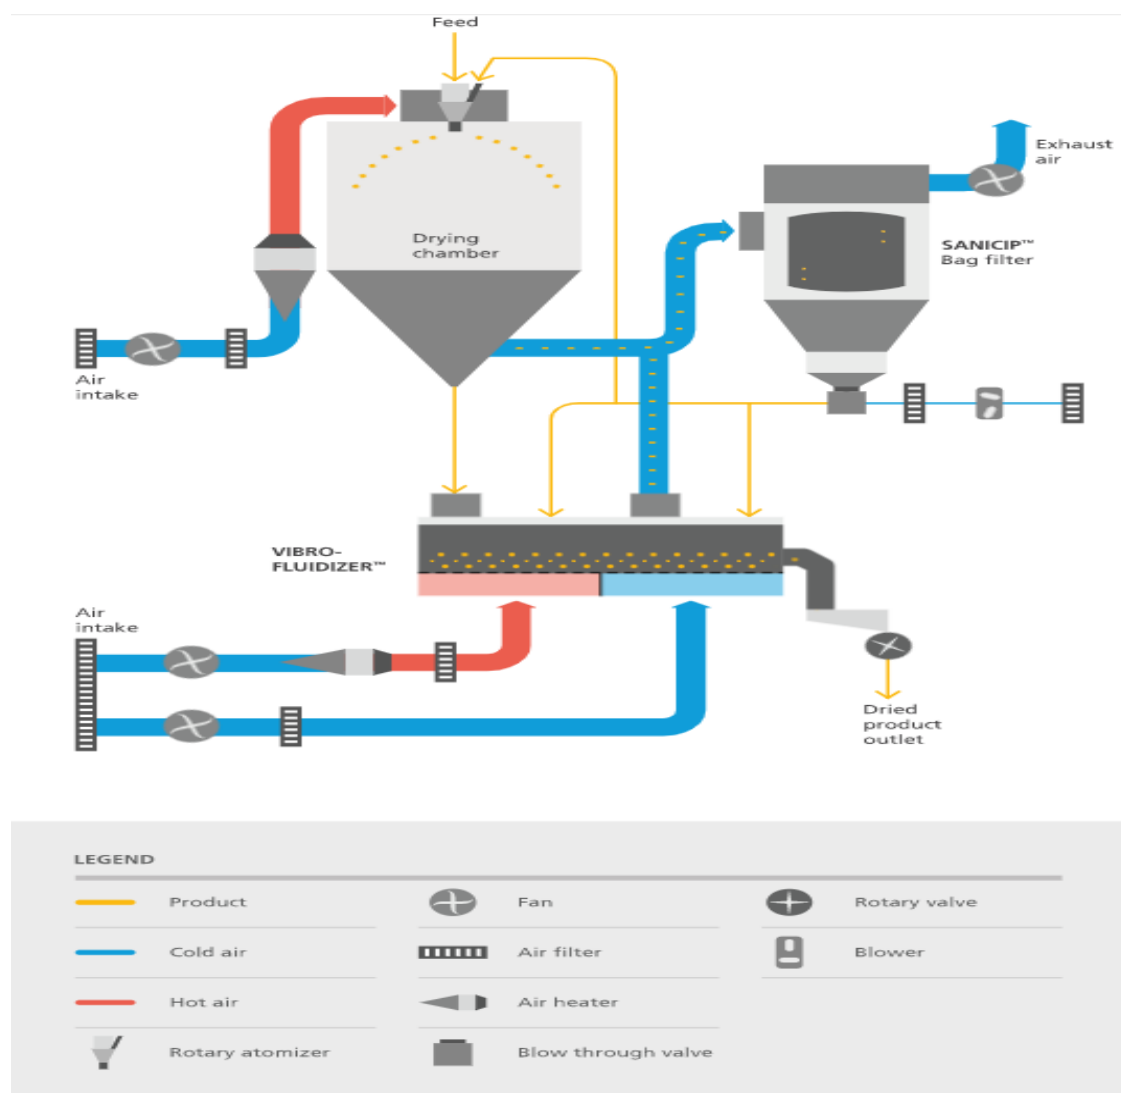 Feed
Exhaust
air
Drying
chamber
SANICIP™
Bag filter
Air
intake
VIBRO-
FLUIDIZER™
Air
intake
Dried
product
outlet
LEGEND
Product
Fan
Rotary valve
Cold air
Air filter
Blower
Hot air
Air heater
Rotary atomizer
Blow through valve